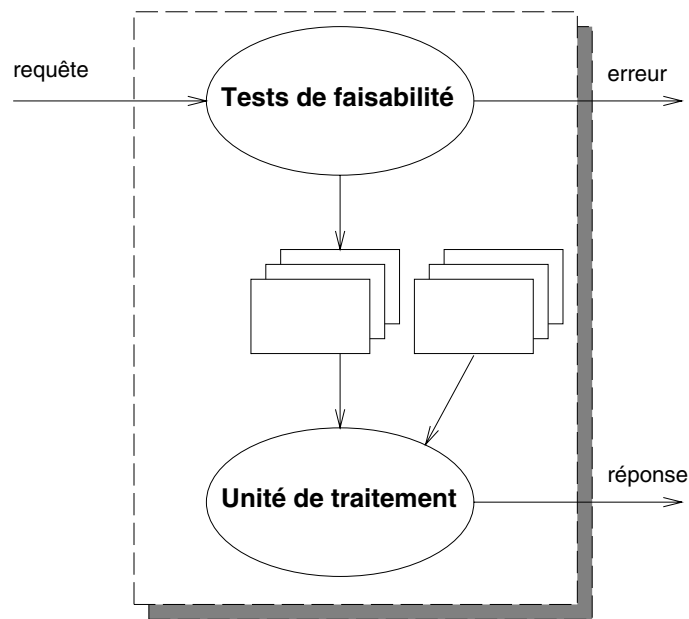 requête
Tests de faisabilité
erreur
Unité de traitement
réponse